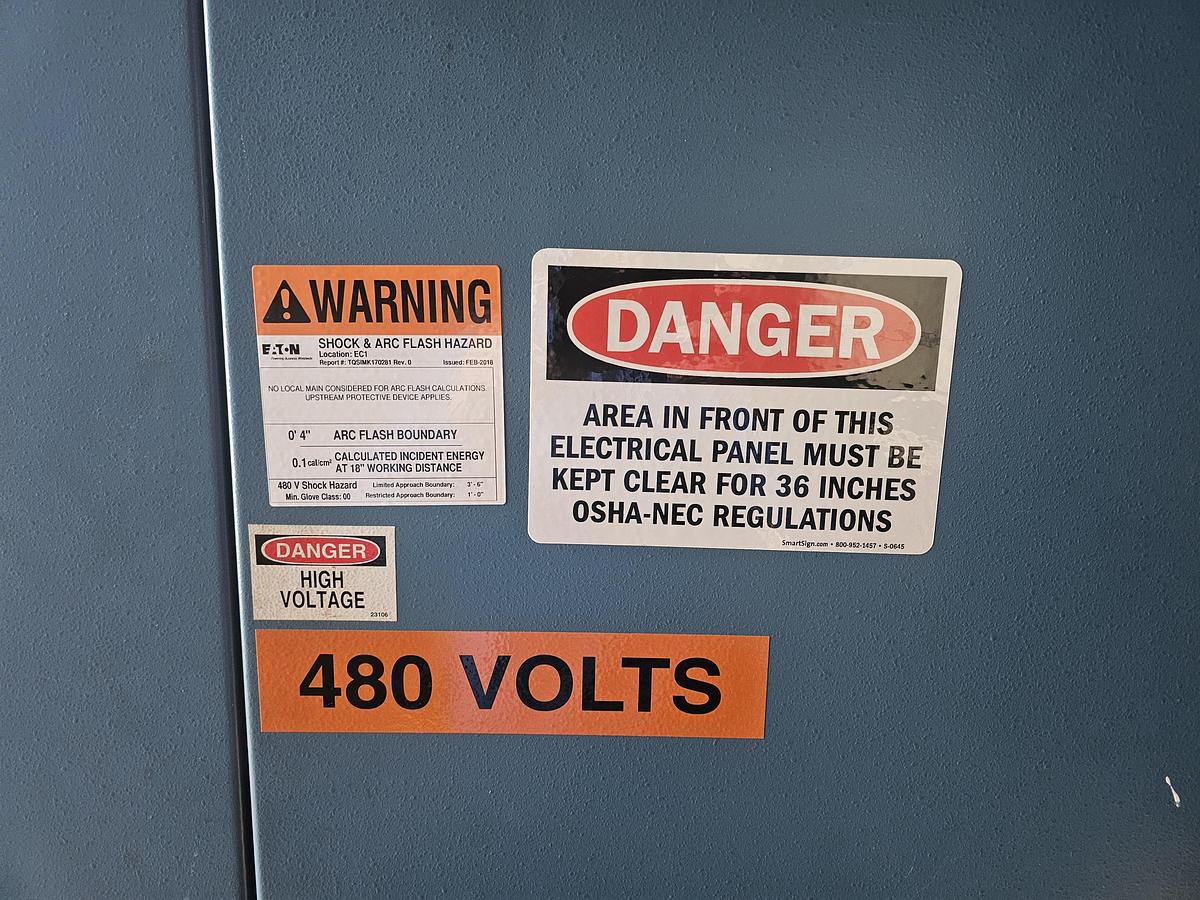 WARNING
EATON
Powering Business Worldwide
SHOCK & ARC FLASH HAZARD
Location: EC1
Report #: TQSIMK170281 Rev. 0 Issued: FEB-2018
NO LOCAL MAIN CONSIDERED FOR ARC FLASH CALCULATIONS.
UPSTREAM PROTECTIVE DEVICE APPLIES.
0' 4" ARC FLASH BOUNDARY
0.1 cal/cm² CALCULATED INCIDENT ENERGY
AT 18" WORKING DISTANCE
480 V Shock Hazard Limited Approach Boundary: 3' - 6"
Min. Glove Class: 00 Restricted Approach Boundary: 1' - 0"
DANGER
AREA IN FRONT OF THIS
ELECTRICAL PANEL MUST BE
KEPT CLEAR FOR 36 INCHES
OSHA-NEC REGULATIONS
SmartSign.com • 800-952-1457 • S-0645
DANGER
HIGH
VOLTAGE
23106
480 VOLTS